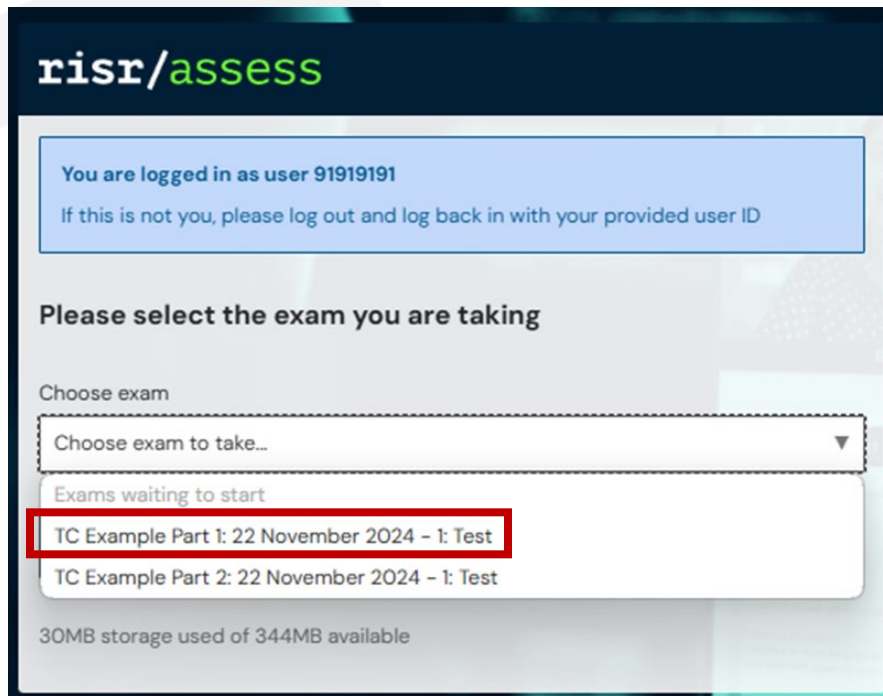 risr/assess
You are logged in as user 91919191
If this is not you, please log out and log back in with your provided user ID
Please select the exam you are taking
Choose exam
Choose exam to take...
Exams waiting to start
TC Example Part 1: 22 November 2024 - 1: Test
TC Example Part 2: 22 November 2024 - 1: Test
30MB storage used of 344MB available